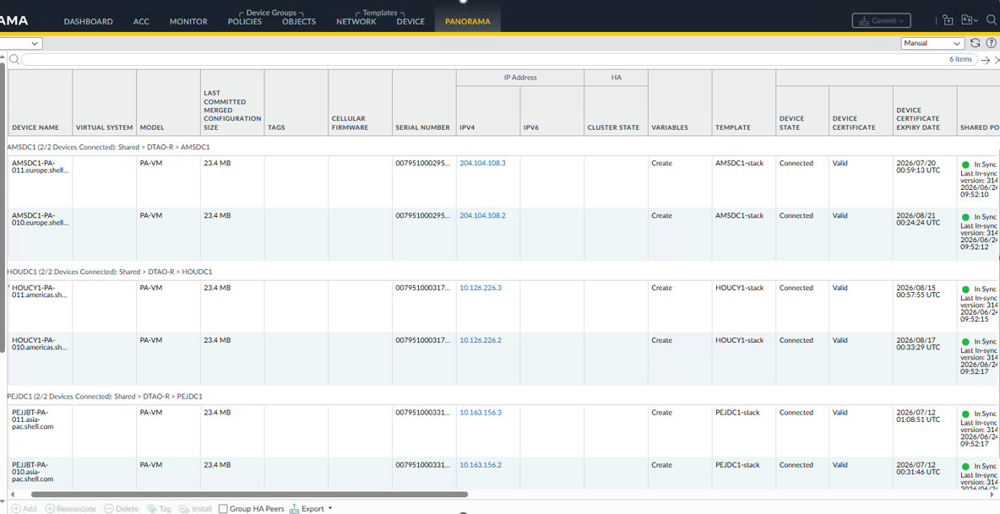 AMA
DASHBOARD
ACC
MONITOR
Device Groups
POLICIES
OBJECTS
Templates
NETWORK
DEVICE
PANORAMA
Commit
Manual
6 items
DEVICE NAME
VIRTUAL SYSTEM
MODEL
LAST
COMMITTED
MERGED
CONFIGURATION
SIZE
TAGS
CELLULAR
FIRMWARE
SERIAL NUMBER
IP Address
IPV4
IPV6
HA
CLUSTER STATE
VARIABLES
TEMPLATE
DEVICE
STATE
DEVICE
CERTIFICATE
DEVICE
CERTIFICATE
EXPIRY DATE
SHARED PO
AMSDC1 (2/2 Devices Connected): Shared > DTAO-R > AMSDC1
AMSDC1-PA-
011.europe.shell...
PA-VM
23.4 MB
007951000295...
204.104.108.3
Create
AMSDC1-stack
Connected
Valid
2026/07/20
00:59:13 UTC
In Sync
Last In-sync
version: 314
2026/06/24
09:52:10
AMSDC1-PA-
010.europe.shell...
PA-VM
23.4 MB
007951000295...
204.104.108.2
Create
AMSDC1-stack
Connected
Valid
2026/08/21
00:24:24 UTC
In Sync
Last In-sync
version: 314
2026/06/24
09:52:12
HOUDC1 (2/2 Devices Connected): Shared > DTAO-R > HOUDC1
HOUCY1-PA-
011.americas.sh...
PA-VM
23.4 MB
007951000317...
10.126.226.3
Create
HOUCY1-stack
Connected
Valid
2026/08/15
00:57:55 UTC
In Sync
Last In-sync
version: 314
2026/06/24
09:52:15
HOUCY1-PA-
010.americas.sh...
PA-VM
23.4 MB
007951000317...
10.126.226.2
Create
HOUCY1-stack
Connected
Valid
2026/08/17
00:33:29 UTC
In Sync
Last In-sync
version: 314
2026/06/24
09:52:17
PEJDC1 (2/2 Devices Connected): Shared > DTAO-R > PEJDC1
PEJJBT-PA-
011.asia-
pac.shell.com
PA-VM
23.4 MB
007951000331...
10.163.156.3
Create
PEJDC1-stack
Connected
Valid
2026/07/12
01:08:51 UTC
In Sync
Last In-sync
version: 314
2026/06/24
09:52:17
PEJJBT-PA-
010.asia-
pac.shell.com
PA-VM
23.4 MB
007951000331...
10.163.156.2
Create
PEJDC1-stack
Connected
Valid
2026/07/12
00:31:46 UTC
In Sync
Last In-sync
version: 314
2026/06/24
Add
Reassociate
Delete
Tag
Install
Group HA Peers
Export